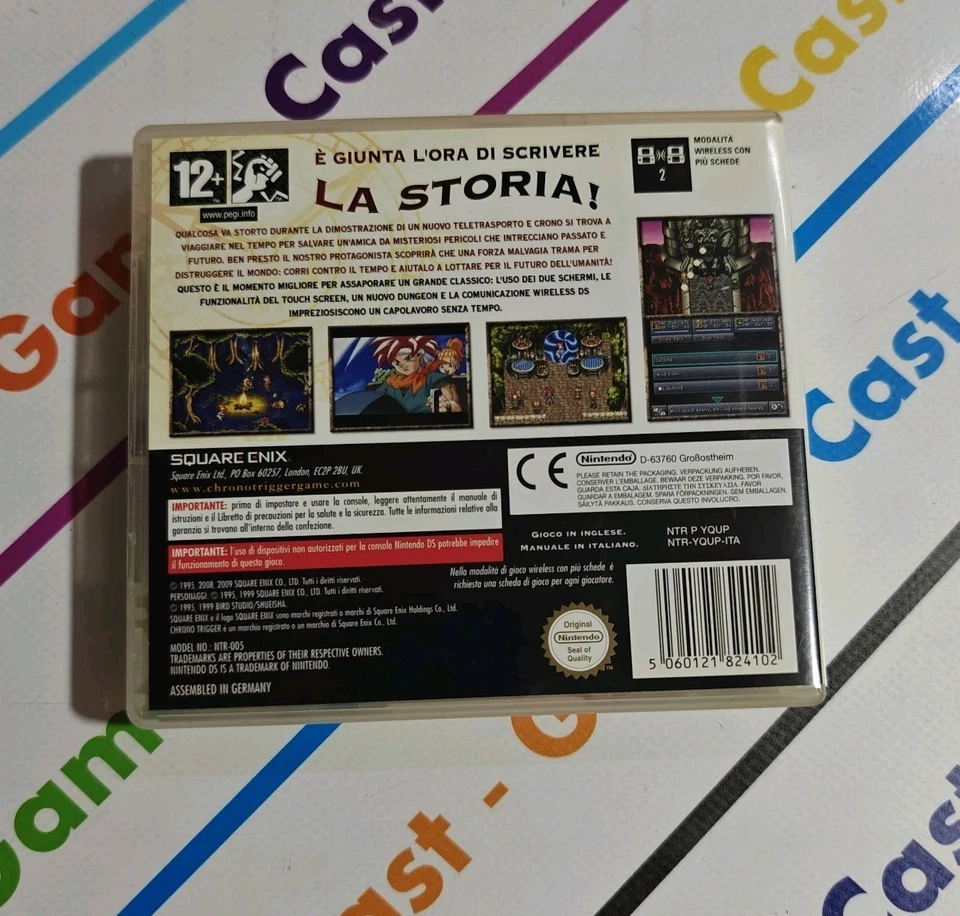 Cast
Cast
Gam
12+
www.pegi.info
È GIUNTA L'ORA DI SCRIVERE
LA STORIA!
8 8
2
MODALITÀ
WIRELESS CON
PIÙ SCHEDE
QUALCOSA VA STORTO DURANTE LA DIMOSTRAZIONE DI UN NUOVO TELETRASPORTO E CRONO SI TROVA A
VIAGGIARE NEL TEMPO PER SALVARE UN'AMICA DA MISTERIOSI PERICOLI CHE INTRECCIANO PASSATO E
FUTURO. BEN PRESTO IL NOSTRO PROTAGONISTA SCOPRIRÀ CHE UNA FORZA MALVAGIA TRAMA PER
DISTRUGGERE IL MONDO: CORRI CONTRO IL TEMPO E AIUTALO A LOTTARE PER IL FUTURO DELL'UMANITÀ!
QUESTO È IL MOMENTO MIGLIORE PER ASSAPORARE UN GRANDE CLASSICO: L'USO DEI DUE SCHERMI, LE
FUNZIONALITÀ DEL TOUCH SCREEN, UN NUOVO DUNGEON E LA COMUNICAZIONE WIRELESS DS
IMPREZIOSISCONO UN CAPOLAVORO SENZA TEMPO.
Cast
SQUARE ENIX
Square Enix Ltd., PO Box 60257, London, EC2P 2BU, UK
www.chronotriggergame.com
IMPORTANTE: prima di impostare e usare la console, leggere attentamente il manuale di
istruzioni e il Libretto di precauzioni per la salute e la sicurezza. Tutte le informazioni relative alla
garanzia si trovano all'interno della confezione.
IMPORTANTE: l'uso di dispositivi non autorizzati per la console Nintendo DS potrebbe impedire
il funzionamento di questo gioco.
© 1995, 2008, 2009 SQUARE ENIX CO., LTD. Tutti i diritti riservati.
PERSONAGGI: © 1995, 1999 SQUARE ENIX CO., LTD. Tutti i diritti riservati.
© 1995, 1999 BIRD STUDIO/SHUEISHA.
SQUARE ENIX e il logo SQUARE ENIX sono marchi registrati o marchi di Square Enix Holdings Co., Ltd.
CHRONO TRIGGER è un marchio registrato o un marchio di Square Enix Co., Ltd.
MODEL NO.: NTR-005
TRADEMARKS ARE PROPERTIES OF THEIR RESPECTIVE OWNERS.
NINTENDO DS IS A TRADEMARK OF NINTENDO.
ASSEMBLED IN GERMANY
CE
Nintendo D-63760 Großostheim
PLEASE RETAIN THE PACKAGING. VERPACKUNG AUFHEBEN.
CONSERVER L'EMBALLAGE. BEWAAR DEZE VERPAKKING. POR FAVOR,
GUARDA ESTA CAJA. ΔΙΑΤΗΡΕΙΤΕ ΤΗΝ ΣΥΣΚΕΥΑΣΙΑ. POR FAVOR
GUARDAR A EMBALAGEM. SPARA FÖRPACKNINGEN. GEM EMBALLAGEN.
SÄILYTÄ PAKKAUS. CONSERVA QUESTO INVOLUCRO.
GIOCO IN INGLESE.
MANUALE IN ITALIANO.
NTR P YQUP
NTR-YQUP-ITA
Nella modalità di gioco wireless con più schede è
richiesta una scheda di gioco per ogni giocatore.
Original
Nintendo
Seal of
Quality
TM
5 060121 824102
Gam
G
ast -
Cast